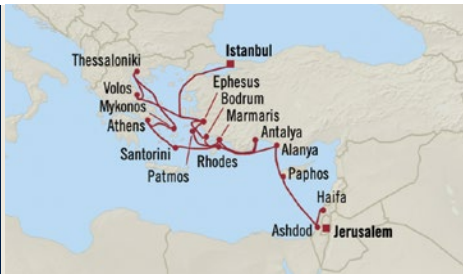 Thessaloniki
Istanbul
Volos
Ephesus
Mykonos
Bodrum
Athens
Marmaris
Antalya
Santorini
Rhodes
Alanya
Patmos
Paphos
Haifa
Ashdod
Jerusalem